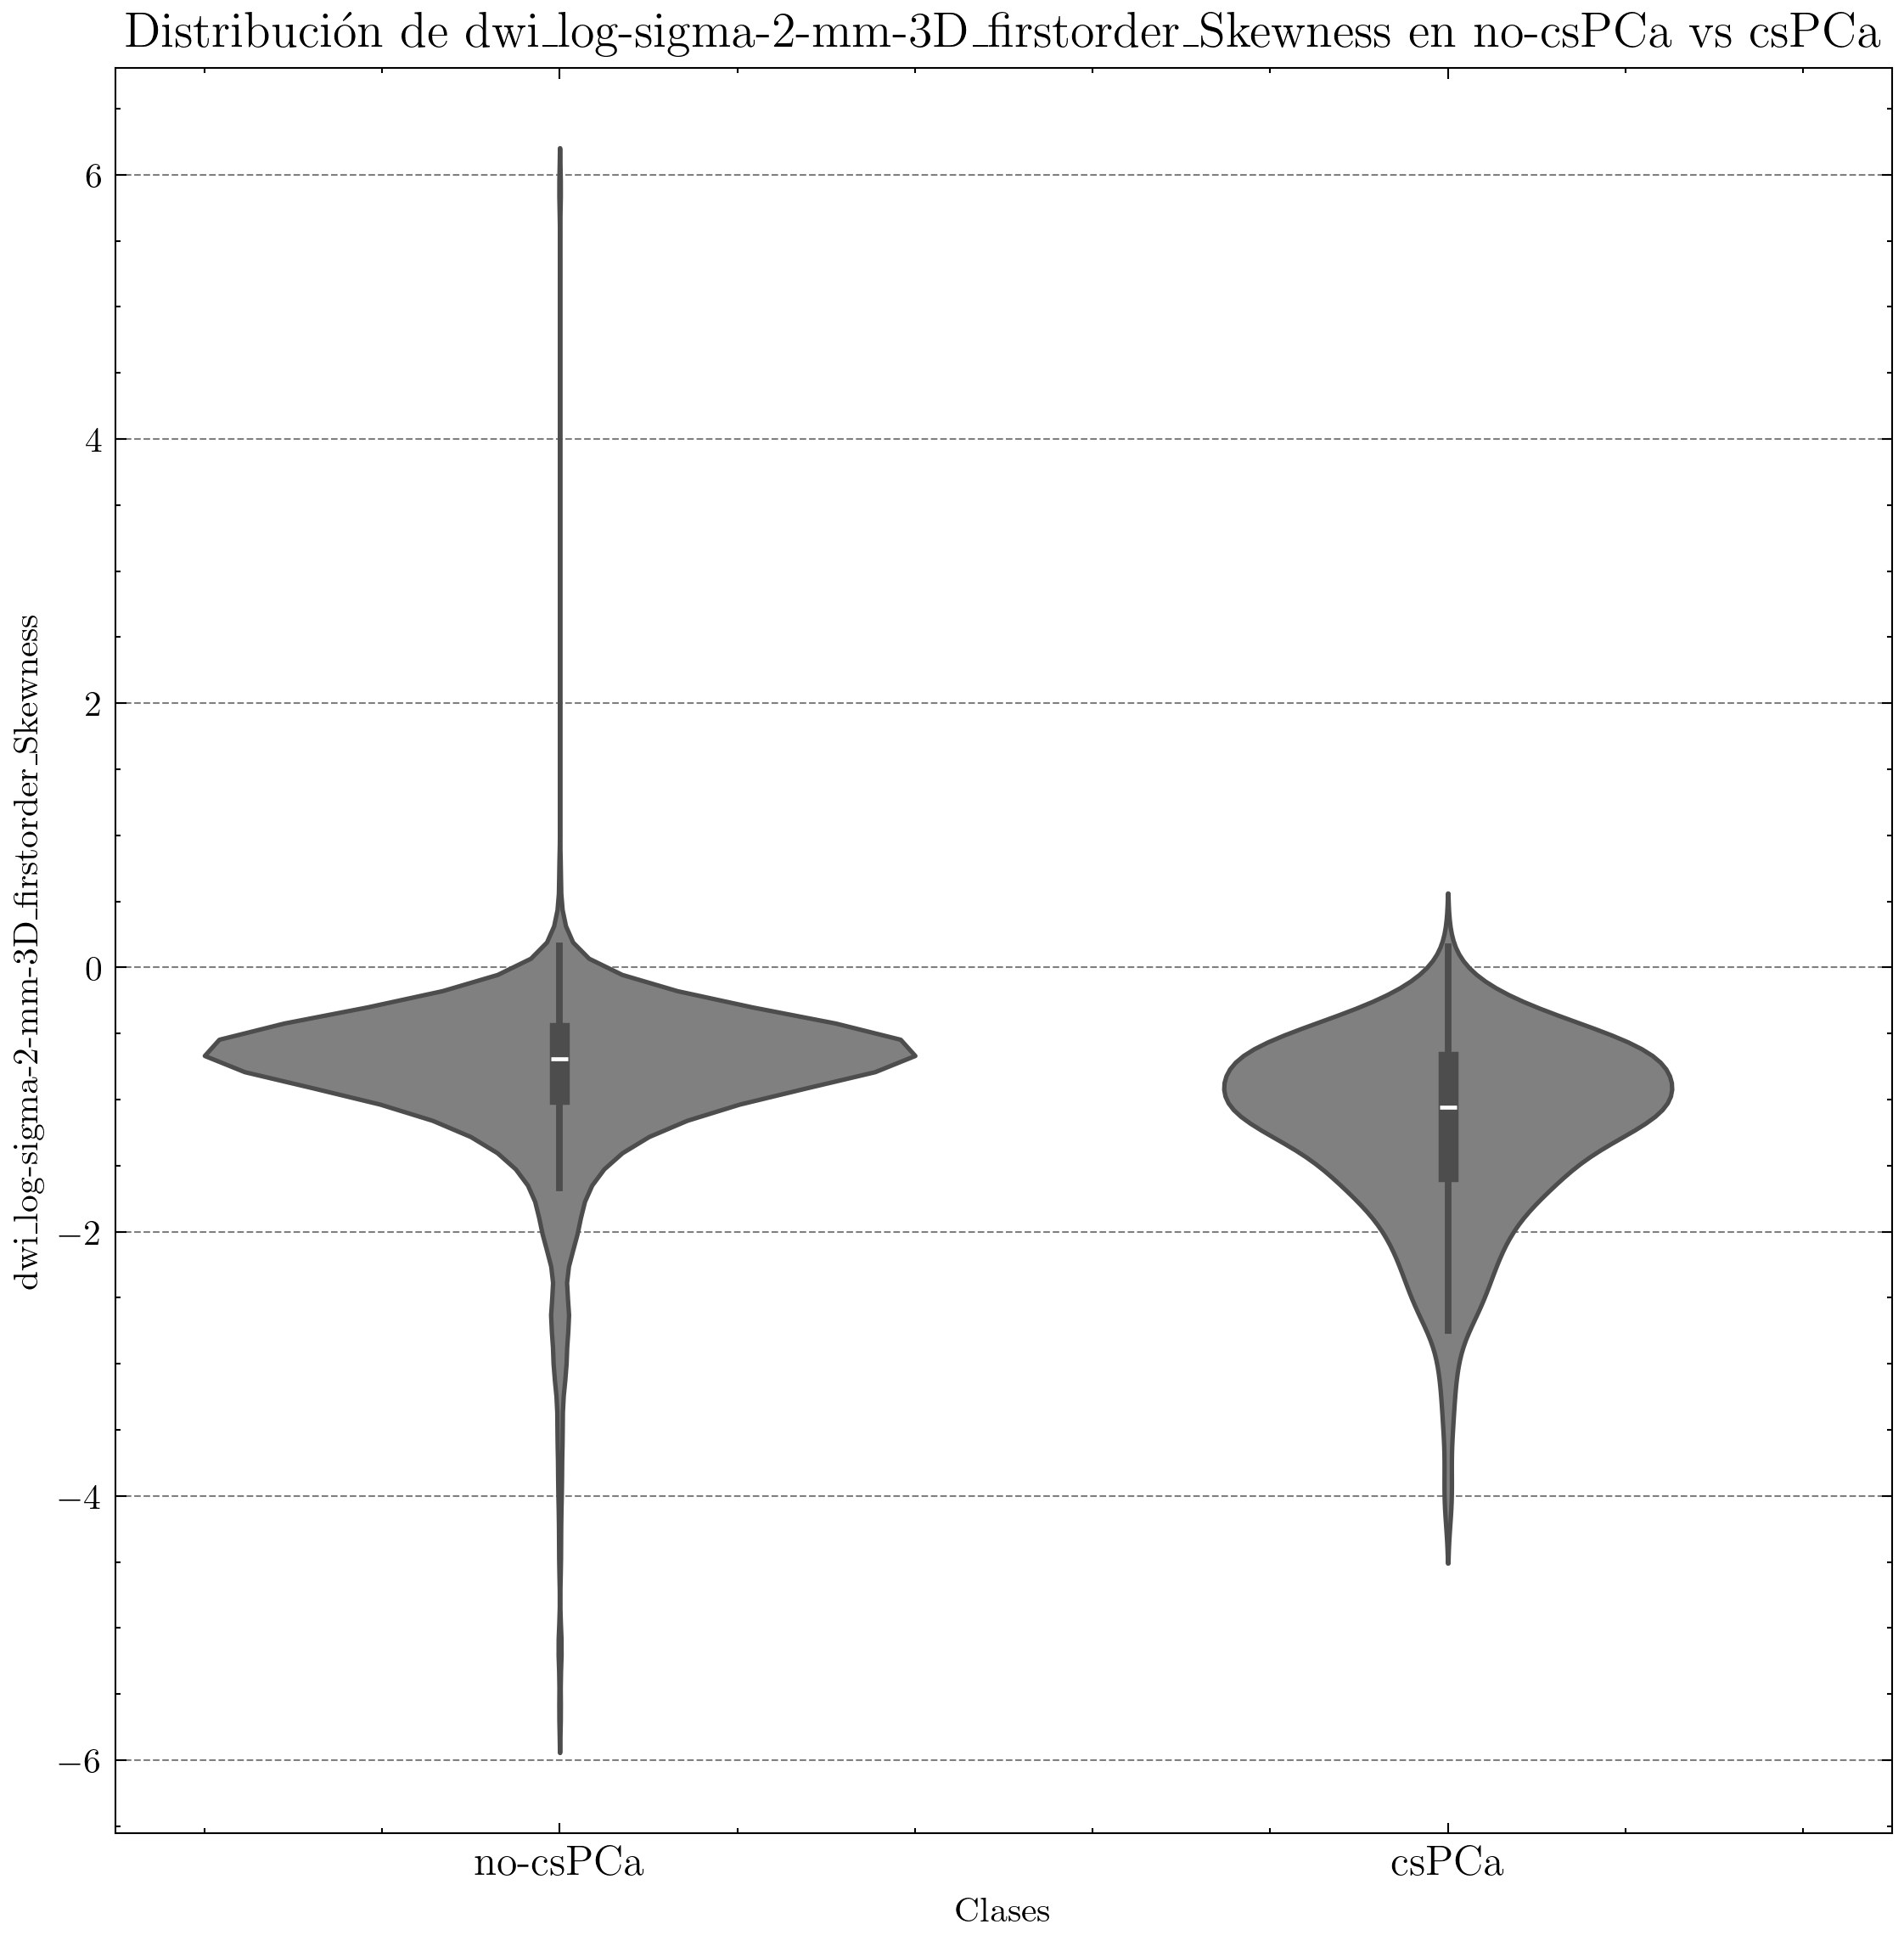 Distribución de dwi_log-sigma-2-mm-3D_firstorder_Skewness en no-csPCa vs csPCa
dwi_log-sigma-2-mm-3D_firstorder_Skewness
6
4
2
0
−2
−4
−6
no-csPCa
csPCa
Clases